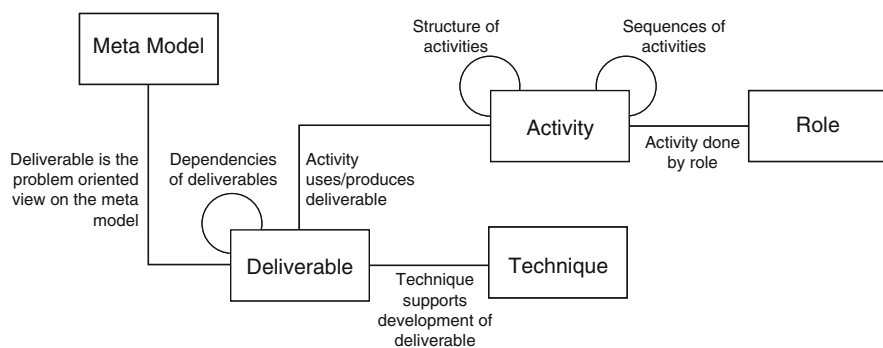 Meta Model
Structure of
activities
Sequences of
activities
Activity
Role
Activity done
by role
Deliverable is the
problem oriented
view on the meta
model
Dependencies
of deliverables
Activity
uses/produces
deliverable
Deliverable
Technique
Technique
supports
development of
deliverable